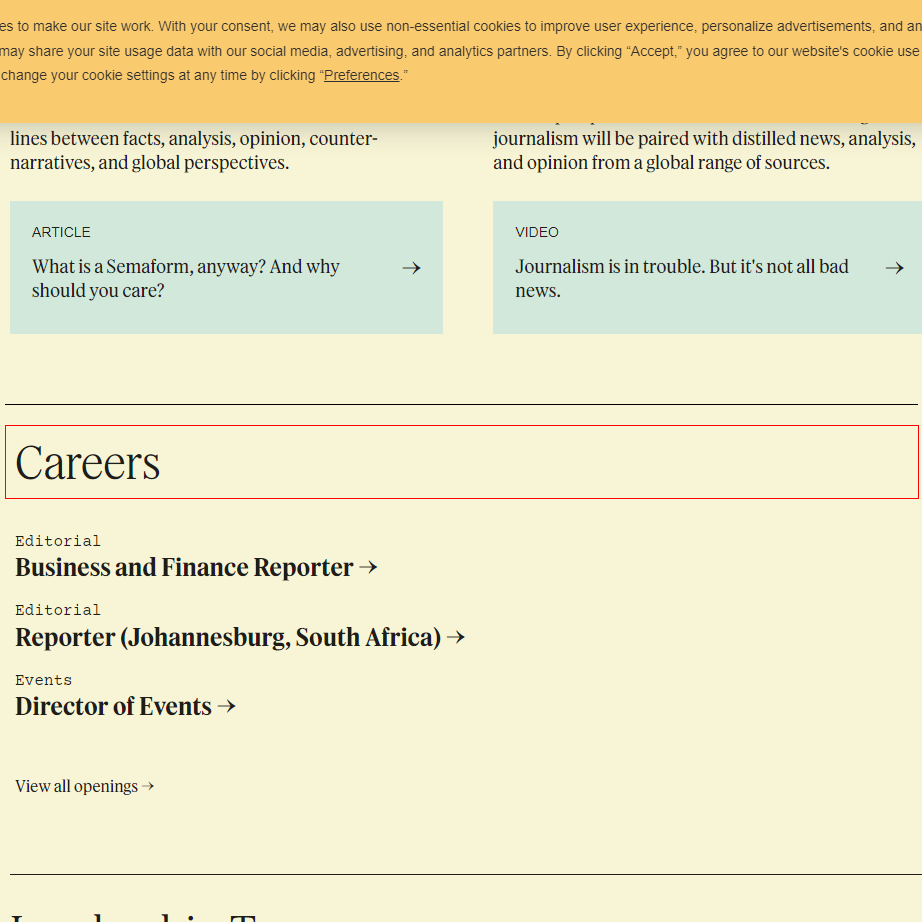 es to make our site work. With your consent, we may also use non-essential cookies to improve user experience, personalize advertisements, and an
may share your site usage data with our social media, advertising, and analytics partners. By clicking “Accept,” you agree to our website's cookie use
change your cookie settings at any time by clicking “Preferences.”
lines between facts, analysis, opinion, counter-
narratives, and global perspectives.
journalism will be paired with distilled news, analysis,
and opinion from a global range of sources.
ARTICLE
What is a Semaform, anyway? And why
should you care?
VIDEO
Journalism is in trouble. But it's not all bad
news.
Careers
Editorial
Business and Finance Reporter →
Editorial
Reporter (Johannesburg, South Africa) →
Events
Director of Events →
View all openings →